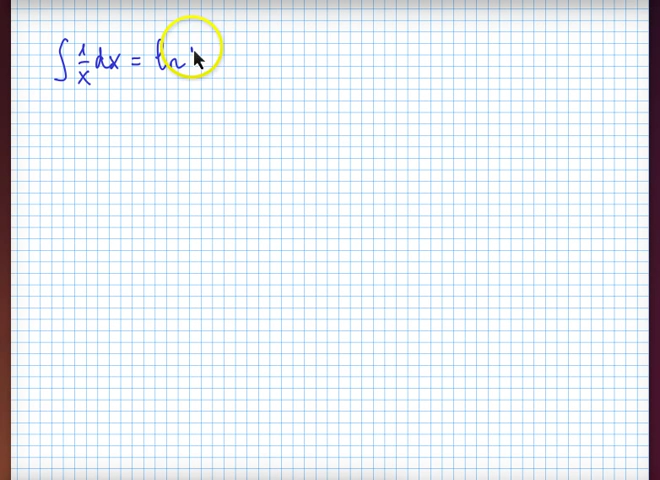 ∫ 1/x dx = ln